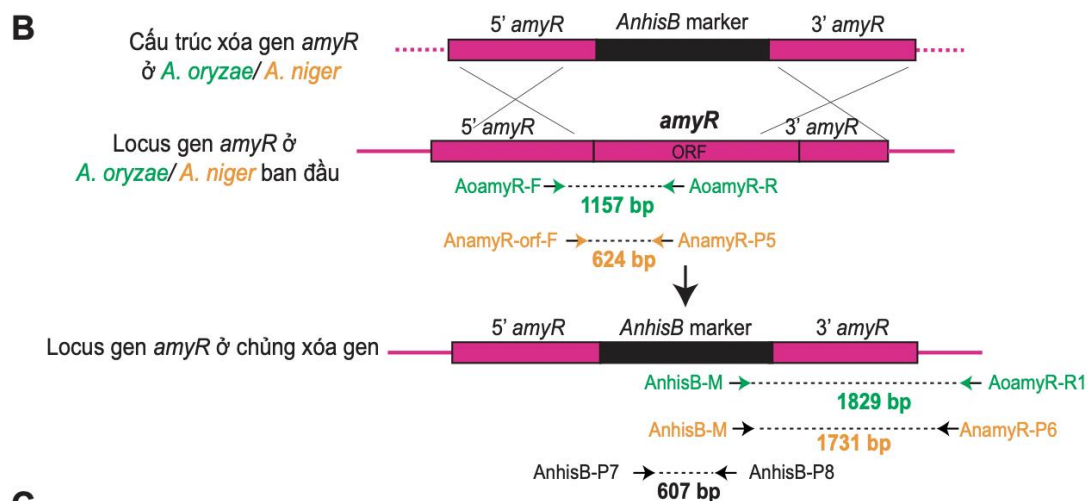 B
Cấu trúc xóa gen amyR
ở A. oryzae/ A. niger
5’ amyR AnhisB marker 3’ amyR
Locus gen amyR ở
A. oryzae/ A. niger ban đầu
5’ amyR amyR 3’ amyR
ORF
AoamyR-F AoamyR-R
1157 bp
AnamyR-orf-F AnamyR-P5
624 bp
Locus gen amyR ở chủng xóa gen
5’ amyR AnhisB marker 3’ amyR
AnhisB-M AoamyR-R1
1829 bp
AnhisB-M AnamyR-P6
1731 bp
AnhisB-P7 AnhisB-P8
607 bp